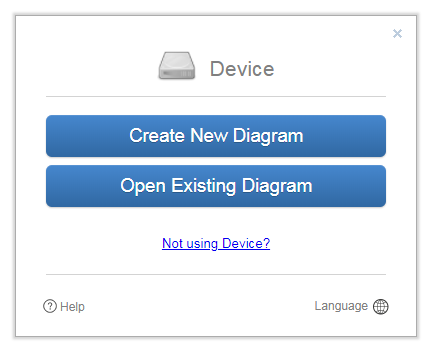 Device
Create New Diagram
Open Existing Diagram
Not using Device?
Help
Language